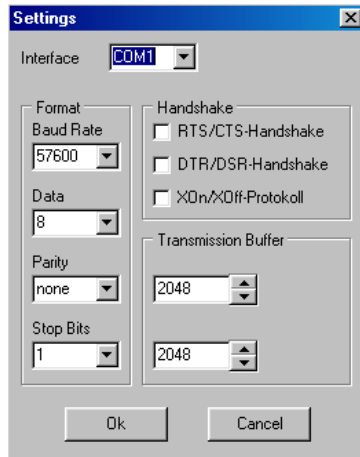 Settings
Interface COM1
Format
Baud Rate
57600
Data
8
Parity
none
Stop Bits
1
Handshake
RTS/CTS-Handshake
DTR/DSR-Handshake
XOn/XOff-Protokoll
Transmission Buffer
2048
2048
Ok Cancel